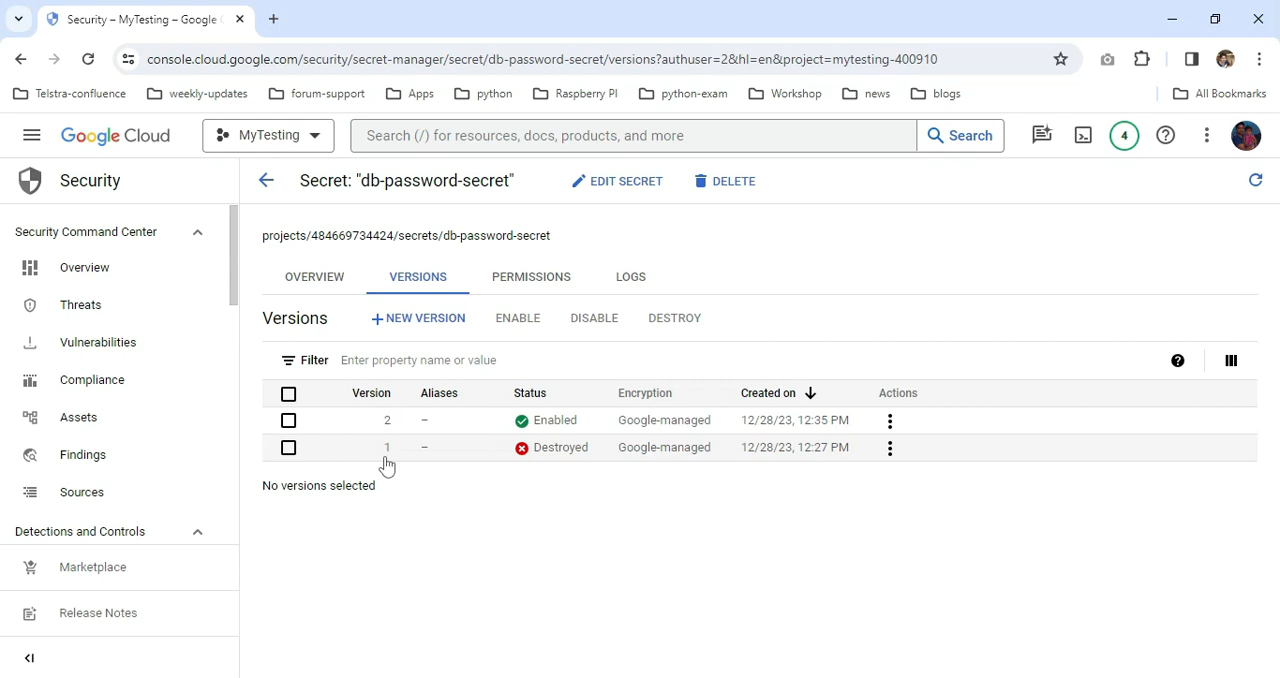 Security – MyTesting – Google
console.cloud.google.com/security/secret-manager/secret/db-password-secret/versions?authuser=2&hl=en&project=mytesting-400910
Telstra-confluence weekly-updates forum-support Apps python Raspberry PI python-exam Workshop news blogs All Bookmarks
Google Cloud MyTesting Search (/) for resources, docs, products, and more Search 4
Security
Secret: "db-password-secret" EDIT SECRET DELETE
Security Command Center
Overview
Threats
Vulnerabilities
Compliance
Assets
Findings
Sources
Detections and Controls
Marketplace
Release Notes
projects/484669734424/secrets/db-password-secret
OVERVIEW VERSIONS PERMISSIONS LOGS
Versions NEW VERSION ENABLE DISABLE DESTROY
Filter Enter property name or value
Version Aliases Status Encryption Created on Actions
2 – Enabled Google-managed 12/28/23, 12:35 PM
1 – Destroyed Google-managed 12/28/23, 12:27 PM
No versions selected